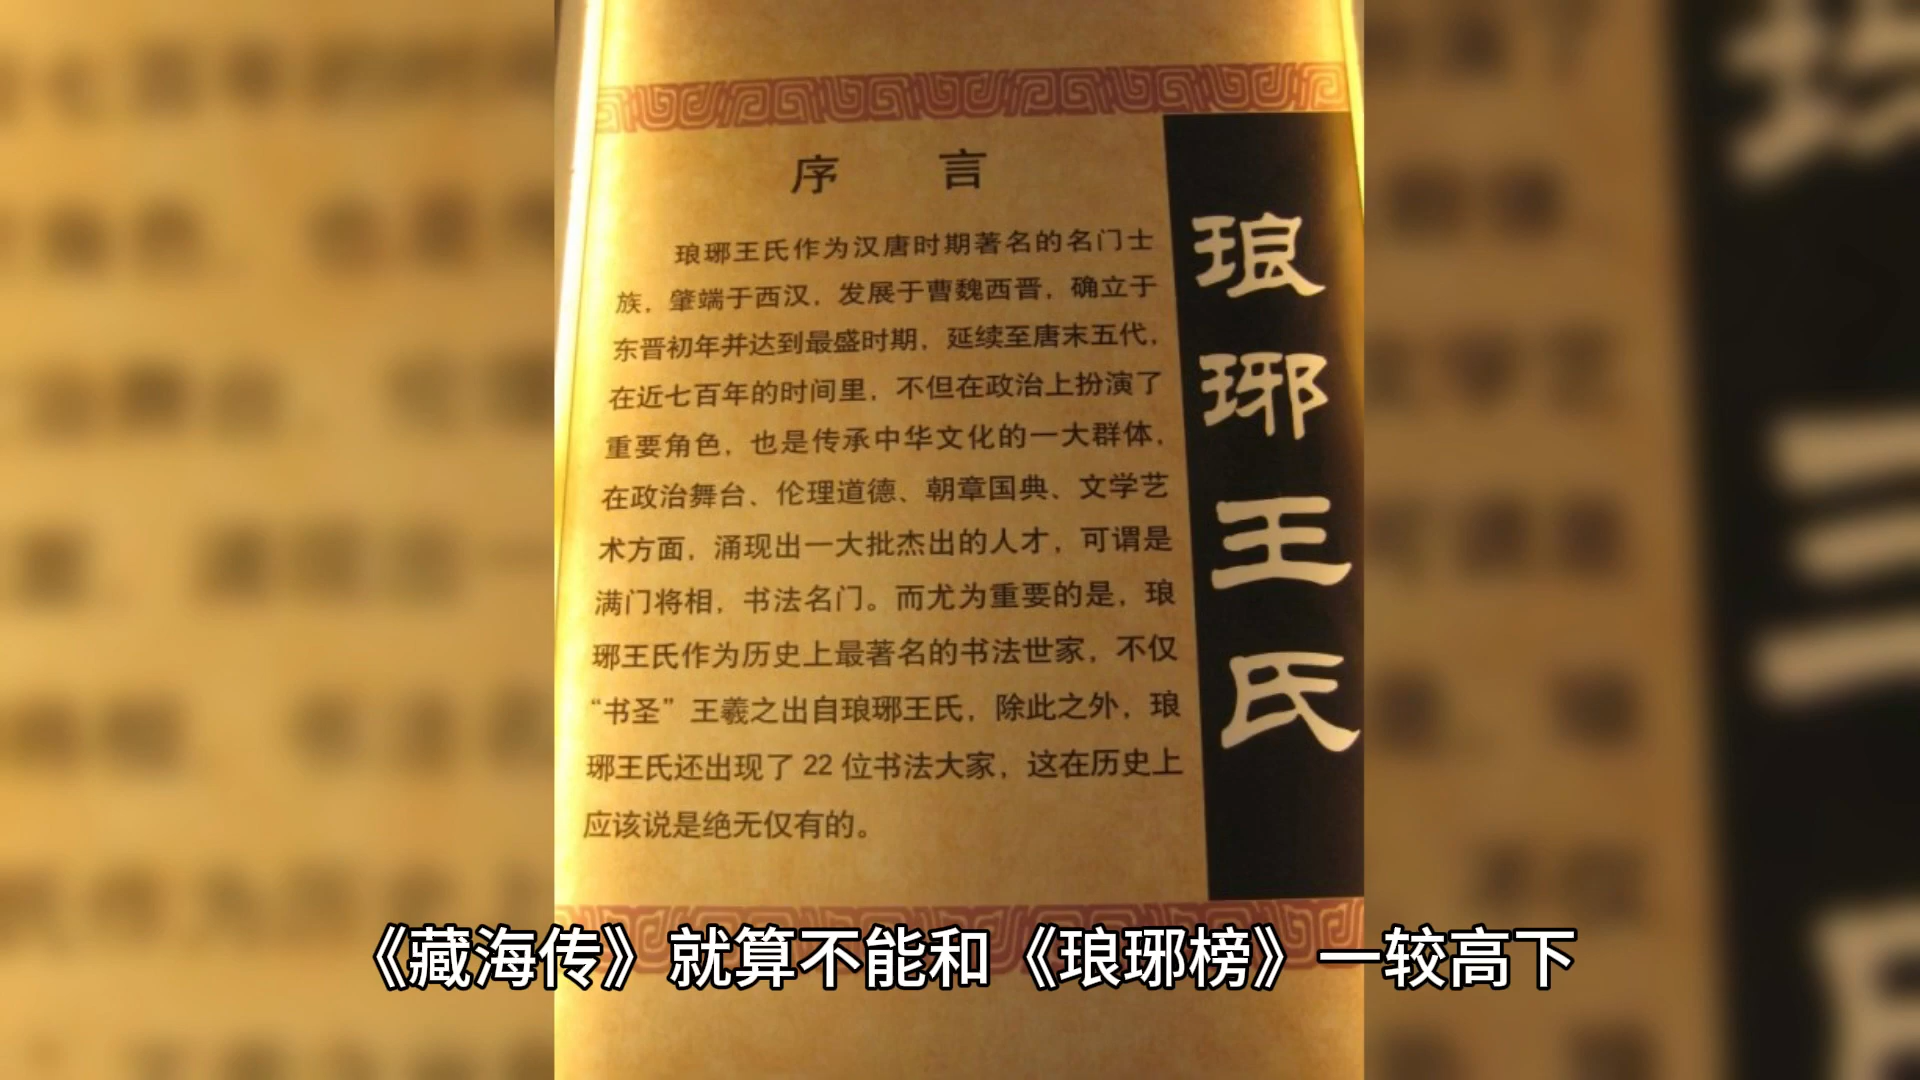 序 言
琅琊王氏作为汉唐时期著名的名门士
族，肇端于西汉，发展于曹魏西晋，确立于
东晋初年并达到最盛时期，延续至唐末五代，
在近七百年的时间里，不但在政治上扮演了
重要角色，也是传承中华文化的一大群体，
在政治舞台、伦理道德、朝章国典、文学艺
术方面，涌现出一大批杰出的人才，可谓是
满门将相，书法名门。而尤为重要的是，琅
琊王氏作为历史上最著名的书法世家，不仅
“书圣”王羲之出自琅琊王氏，除此之外，琅
琊王氏还出现了22位书法大家，这在历史上
应该说是绝无仅有的。
琅琊王氏
《藏海传》就算不能和《琅琊榜》一较高下